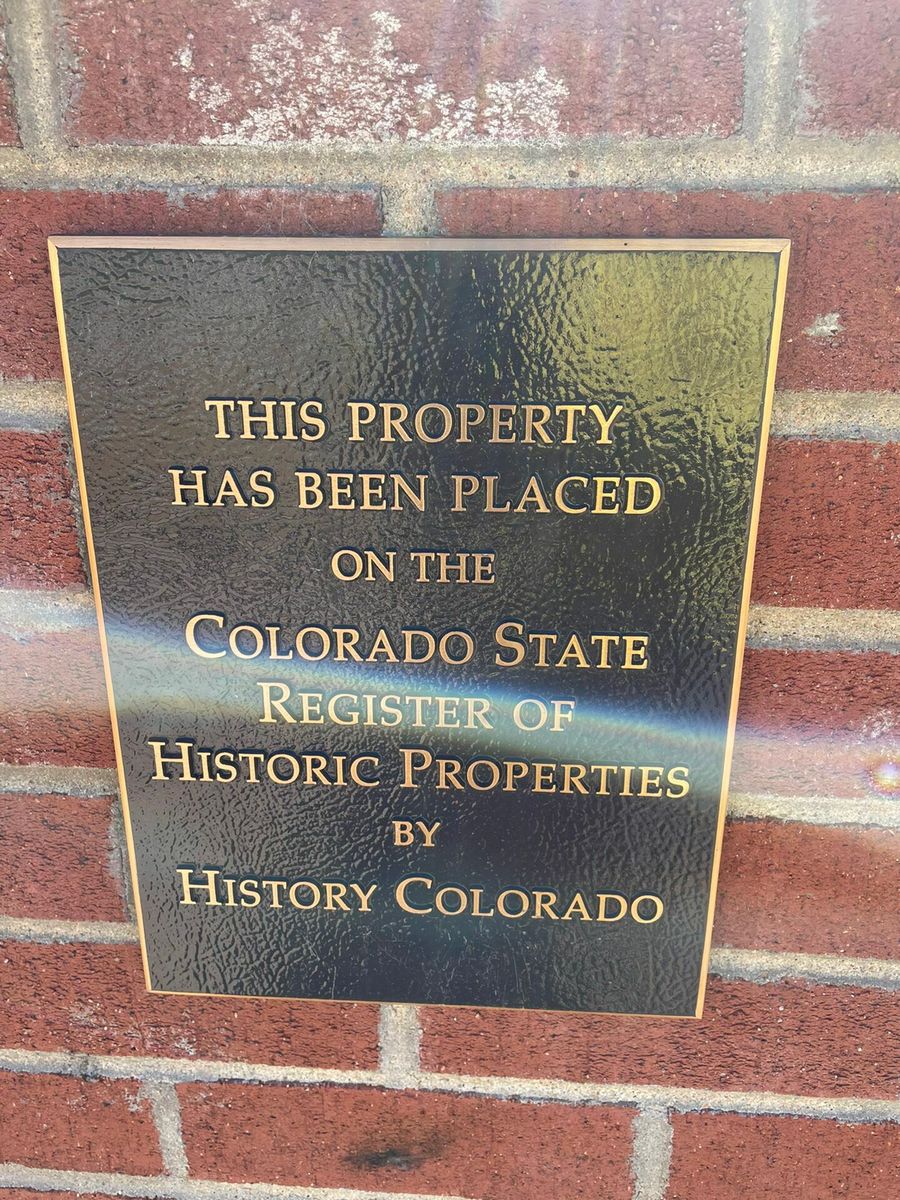 THIS PROPERTY
HAS BEEN PLACED
ON THE
COLORADO STATE
REGISTER OF
HISTORIC PROPERTIES
BY
HISTORY COLORADO